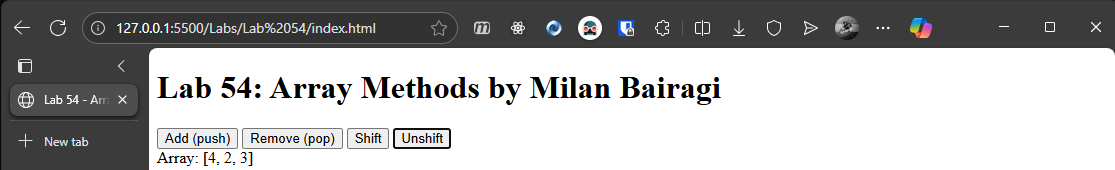 127.0.0.1:5500/Labs/Lab%2054/index.html
Lab 54 - Arr
New tab
Lab 54: Array Methods by Milan Bairagi
Add (push) Remove (pop) Shift Unshift
Array: [4, 2, 3]